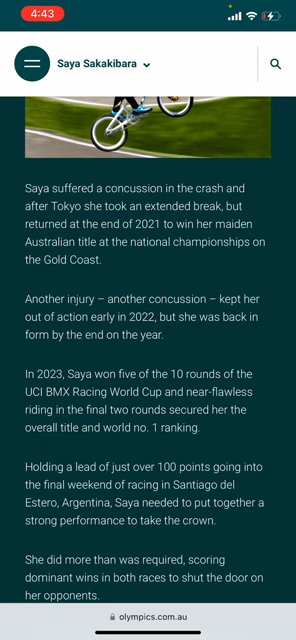 4:43
Saya Sakakibara
Saya suffered a concussion in the crash and
after Tokyo she took an extended break, but
returned at the end of 2021 to win her maiden
Australian title at the national championships on
the Gold Coast.
Another injury – another concussion – kept her
out of action early in 2022, but she was back in
form by the end on the year.
In 2023, Saya won five of the 10 rounds of the
UCI BMX Racing World Cup and near-flawless
riding in the final two rounds secured her the
overall title and world no. 1 ranking.
Holding a lead of just over 100 points going into
the final weekend of racing in Santiago del
Estero, Argentina, Saya needed to put together a
strong performance to take the crown.
She did more than was required, scoring
dominant wins in both races to shut the door on
her opponents.
olympics.com.au